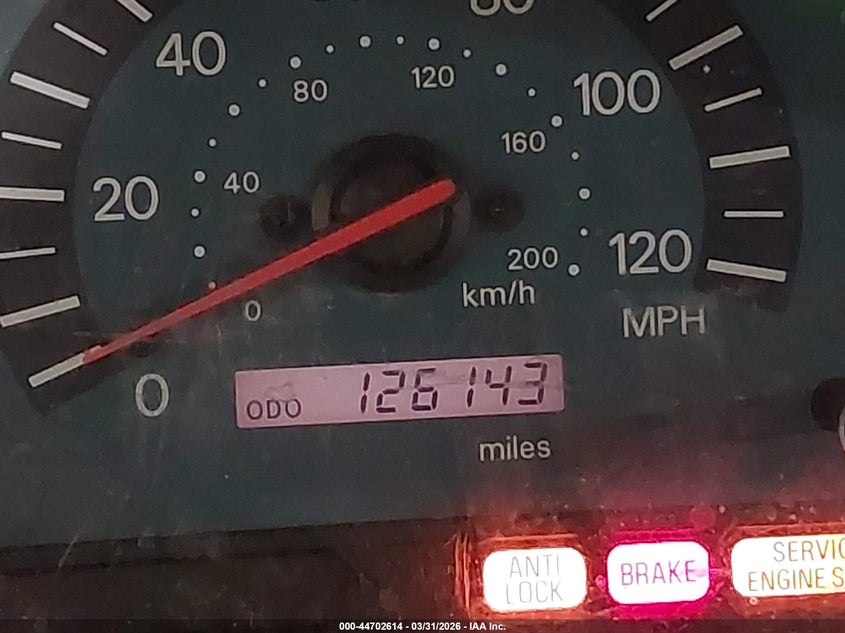 40
80
120
100
160
20
40
200
120
km/h
0
MPH
0
ODO 126143
miles
ANTI
LOCK
BRAKE
ENGINE
000-44702614 - 03/31/2026 - IAA Inc.